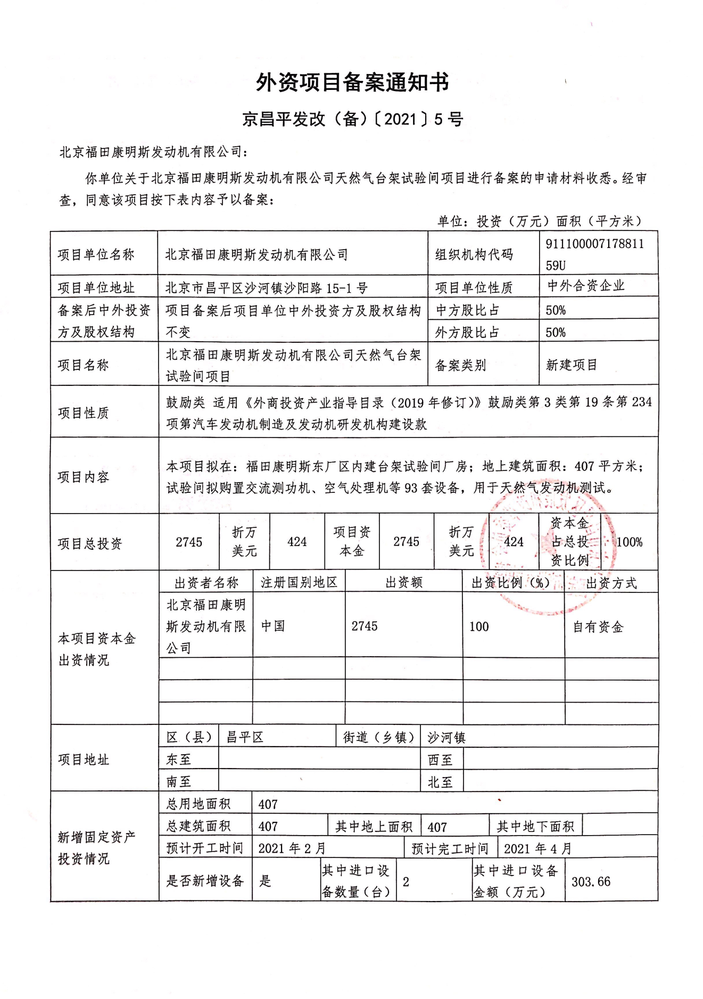 外资项目备案通知书
京昌平发改（备）〔2021〕5号
北京福田康明斯发动机有限公司：
你单位关于北京福田康明斯发动机有限公司天然气台架试验间项目进行备案的申请材料收悉。经审
查，同意该项目按下表内容予以备案：
单位：投资（万元）面积（平方米）
项目单位名称 北京福田康明斯发动机有限公司 组织机构代码 911100007178811
59U
项目单位地址 北京市昌平区沙河镇沙阳路 15-1 号 项目单位性质 中外合资企业
备案后中外投资 项目备案后项目单位中外投资方及股权结构 中方股比占 50%
方及股权结构 不变 外方股比占 50%
北京福田康明斯发动机有限公司天然气台架
项目名称 备案类别 新建项目
试验间项目
鼓励类 适用《外商投资产业指导目录（2019 年修订）》鼓励类第 3 类第 19 条第 234
项目性质
项第汽车发动机制造及发动机研发机构建设款
本项目拟在：福田康明斯东厂区内建台架试验间厂房；地上建筑面积：407 平方米；
项目内容
试验间拟购置交流测功机、空气处理机等 93 套设备，用于天然气发动机测试。
项目总投资 2745 折万 424 项目资 2745 折万 424 资本金 100%
美元 本金 美元 占总投
资比例
出资者名称 注册国别地区 出资额 出资比例（%） 出资方式
北京福田康明
斯发动机有限 中国 2745 100 自有资金
公司
本项目资本金
出资情况
区（县） 昌平区 街道（乡镇） 沙河镇
项目地址 东至 西至
南至 北至
总用地面积 407
总建筑面积 407 其中地上面积 407 其中地下面积
新增固定资产
投资情况
预计开工时间 2021 年 2 月 预计完工时间 2021 年 4 月
是否新增设备 是 其中进口设 2 其中进口设备 303.66
备数量（台） 金额（万元）